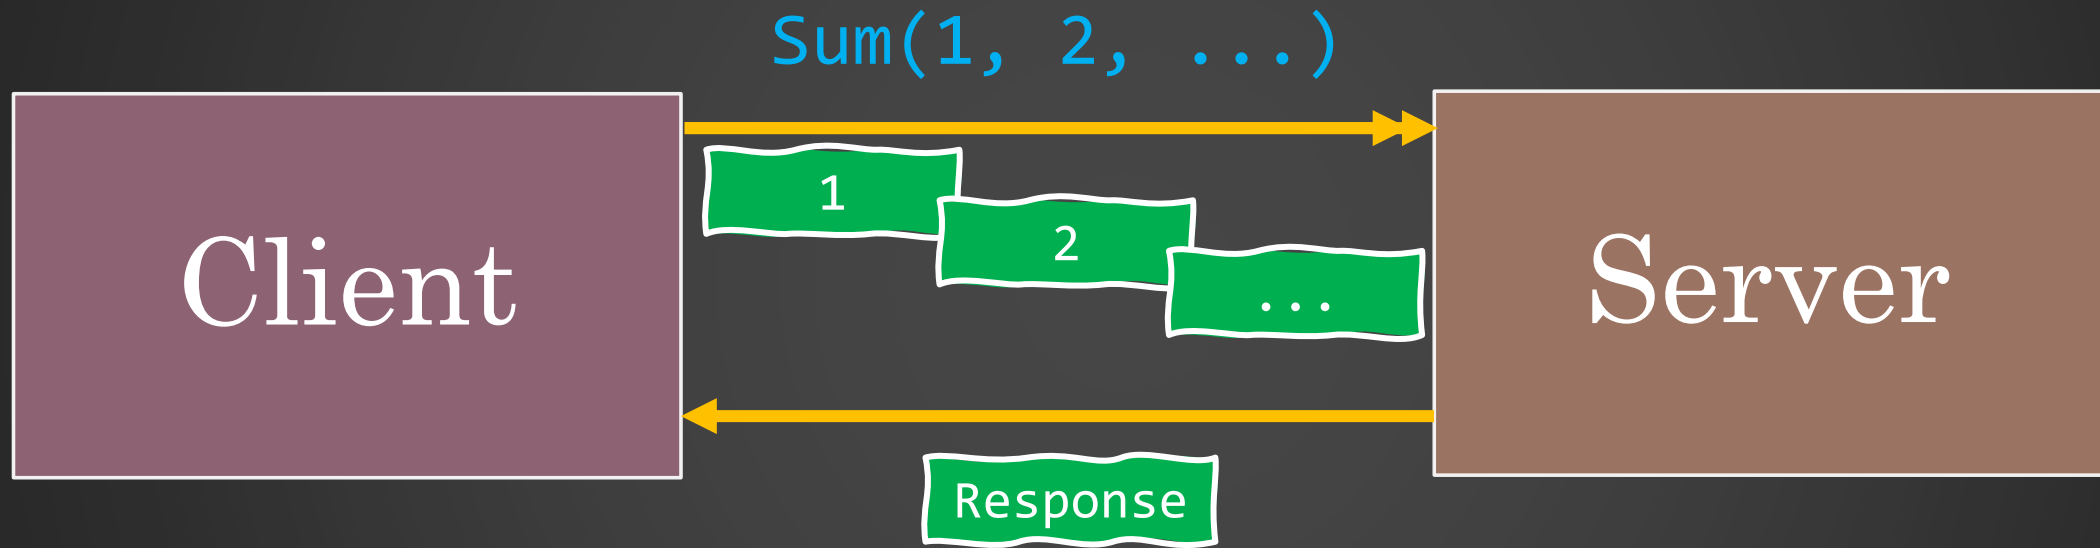 Sum(1, 2, ...)
Client
1
2
...
Server
Response